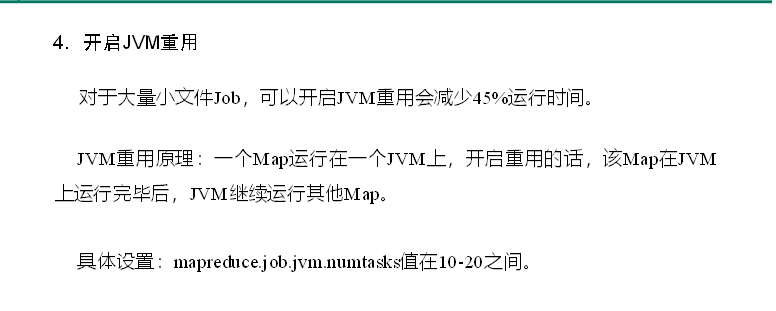 4. 开启JVM重用
对于大量小文件Job，可以开启JVM重用会减少45%运行时间。
JVM重用原理：一个Map运行在一个JVM上，开启重用的话，该Map在JVM
上运行完毕后，JVM继续运行其他Map。
具体设置：mapreduce.job.jvm.numtasks值在10-20之间。